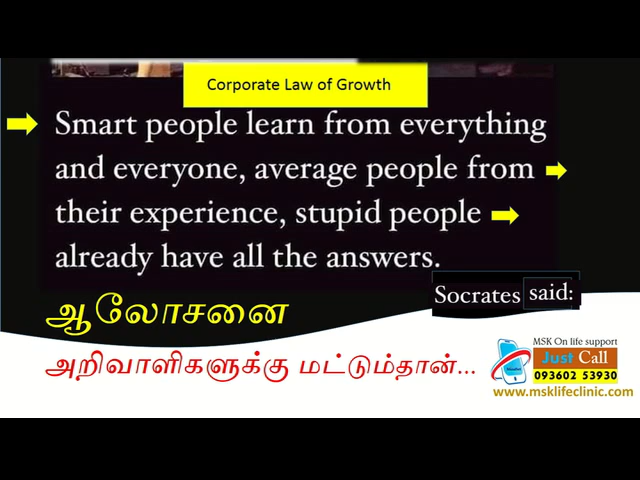 Corporate Law of Growth
Smart people learn from everything
and everyone, average people from
their experience, stupid people
already have all the answers.
Socrates said:
ஆலோசனை
அறிவாளிகளுக்கு மட்டும்தான்...
MSK On life support
Just Call
093602 53930
www.msklifeclinic.com